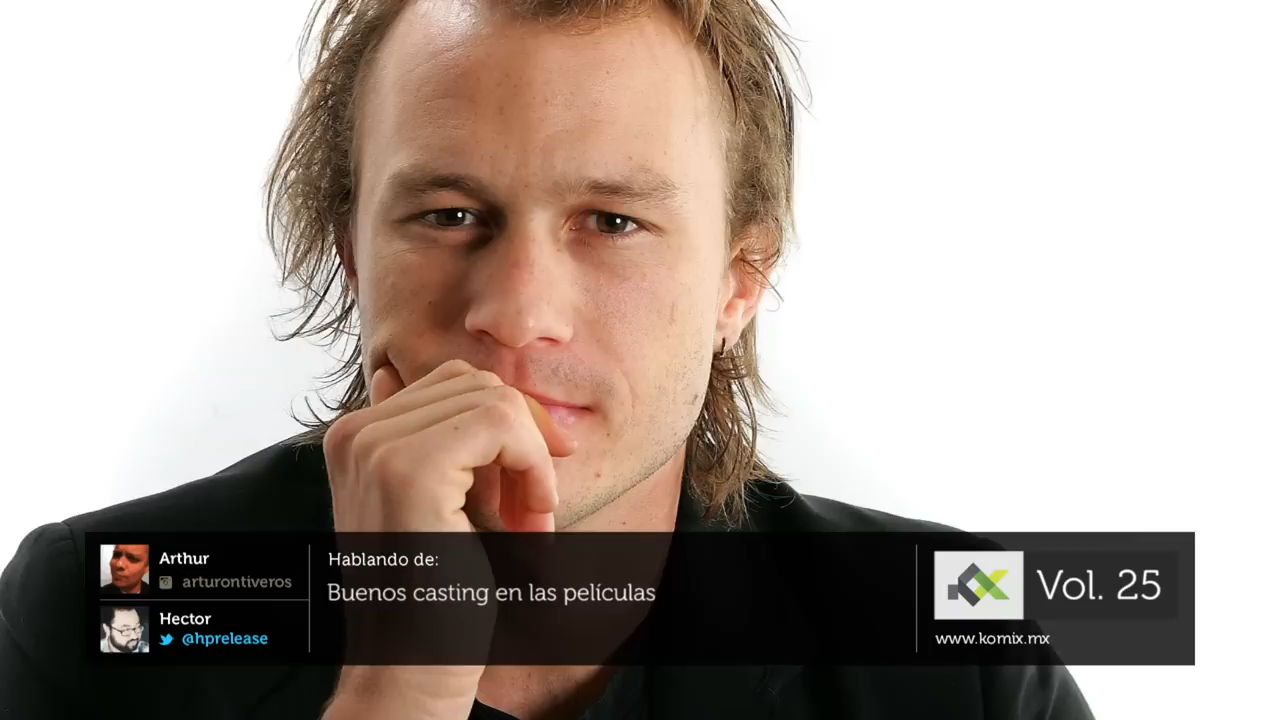 Arthur
arturontiveros
Hector
@hprelease
Hablando de:
Buenos casting en las películas
Vol. 25
www.komix.mx